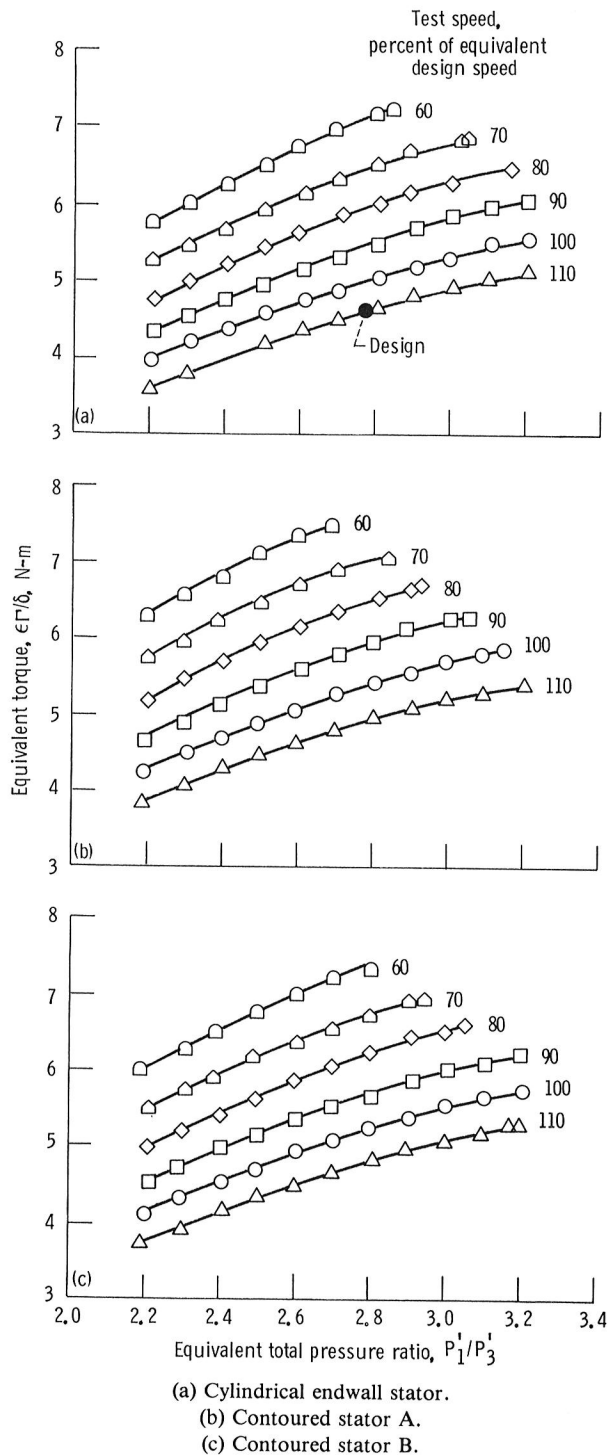 Test speed,
percent of equivalent
design speed
8
7
6
5
4
3
60
70
80
90
100
110
Design
(a)
8
7
6
5
4
3
60
70
80
90
100
110
(b)
Equivalent torque, єΓ/δ, N-m
8
7
6
5
4
3
60
70
80
90
100
110
(c)
2.0 2.2 2.4 2.6 2.8 3.0 3.2 3.4
Equivalent total pressure ratio, P'1/P'3
(a) Cylindrical endwall stator.
(b) Contoured stator A.
(c) Contoured stator B.